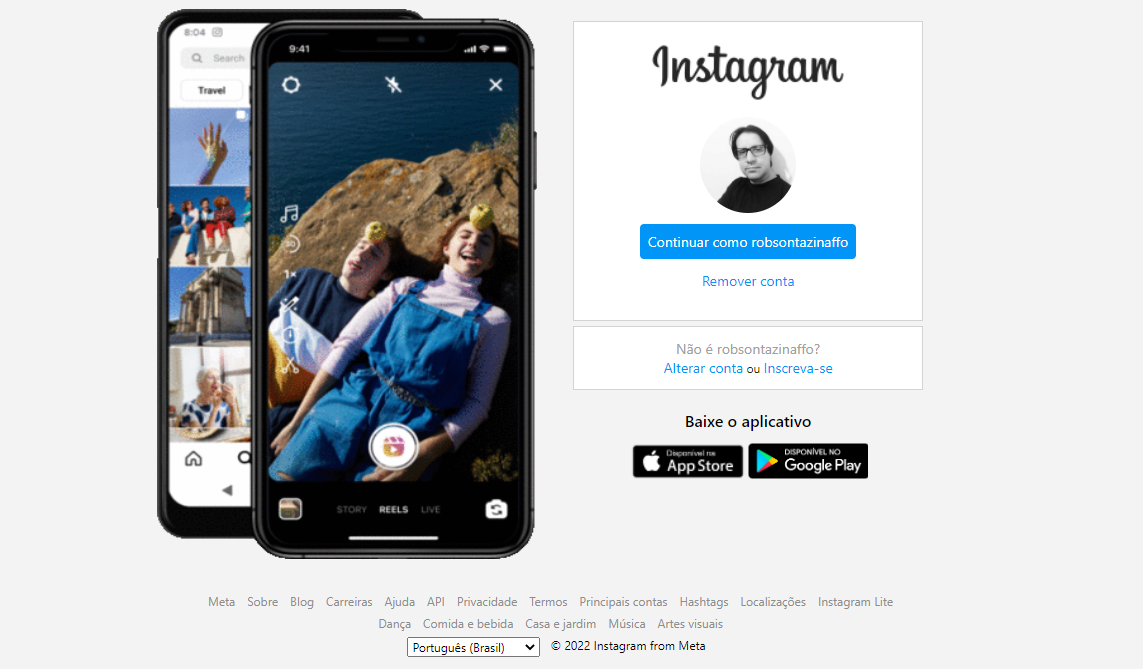 8:04
Search
Travel
9:41
1x
STORY REELS LIVE
Instagram
Continuar como robsontazinaffo
Remover conta
Não é robsontazinaffo?
Alterar conta ou Inscreva-se
Baixe o aplicativo
Disponível na
App Store
DISPONÍVEL NO
Google Play
Meta Sobre Blog Carreiras Ajuda API Privacidade Termos Principais contas Hashtags Localizações Instagram Lite
Dança Comida e bebida Casa e jardim Música Artes visuais
Português (Brasil) © 2022 Instagram from Meta